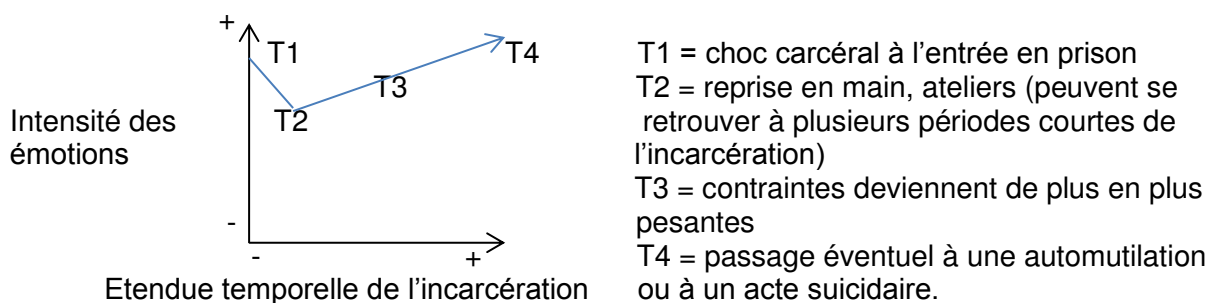 +
T1
T4
T3
T2
Intensité des
émotions
-
-
+
Etendue temporelle de l’incarcération
T1 = choc carcéral à l’entrée en prison
T2 = reprise en main, ateliers (peuvent se
retrouver à plusieurs périodes courtes de
l’incarcération)
T3 = contraintes deviennent de plus en plus
pesantes
T4 = passage éventuel à une automutilation
ou à un acte suicidaire.